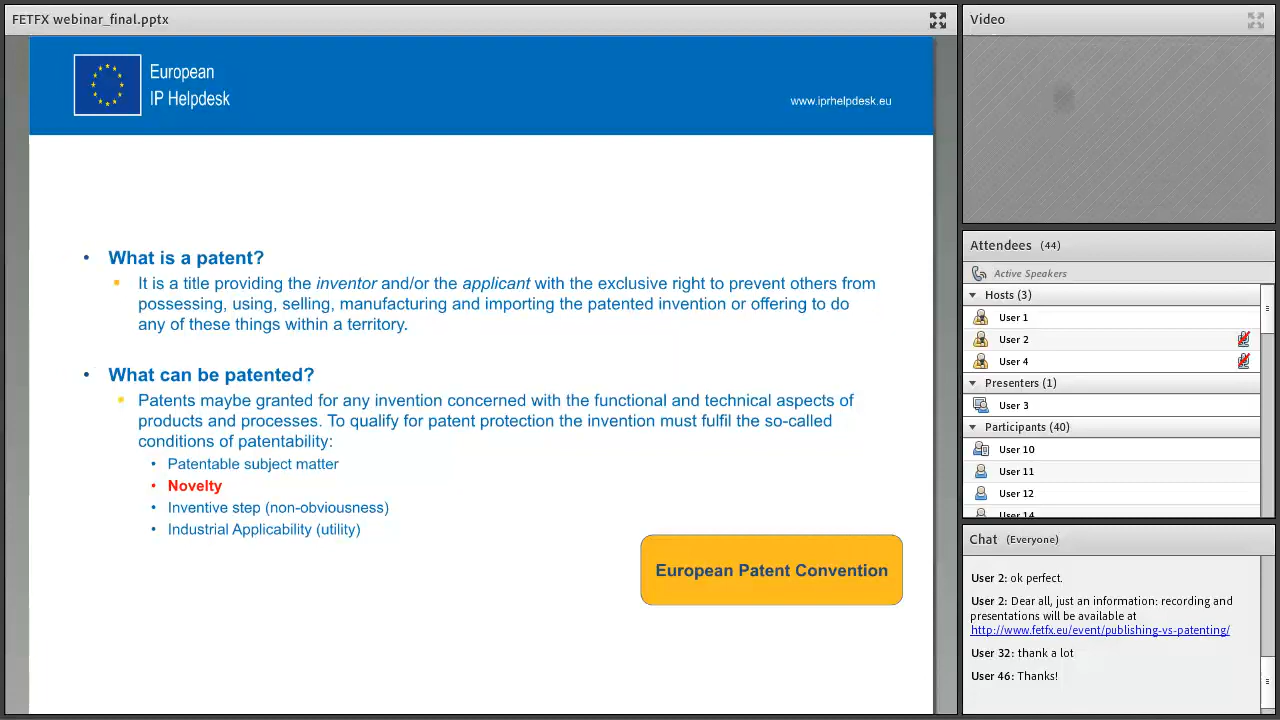 FETFX webinar_final.pptx
European
IP Helpdesk
www.iprhelpdesk.eu
• What is a patent?
It is a title providing the inventor and/or the applicant with the exclusive right to prevent others from
possessing, using, selling, manufacturing and importing the patented invention or offering to do
any of these things within a territory.
• What can be patented?
Patents maybe granted for any invention concerned with the functional and technical aspects of
products and processes. To qualify for patent protection the invention must fulfil the so-called
conditions of patentability:
• Patentable subject matter
• Novelty
• Inventive step (non-obviousness)
• Industrial Applicability (utility)
European Patent Convention
Video
Attendees (44)
Active Speakers
Hosts (3)
User 1
User 2
User 4
Presenters (1)
User 3
Participants (40)
User 10
User 11
User 12
User 14
Chat (Everyone)
User 2: ok perfect.
User 2: Dear all, just an information: recording and
presentations will be available at
http://www.fetfx.eu/event/publishing-vs-patenting/
User 32: thank a lot
User 46: Thanks!